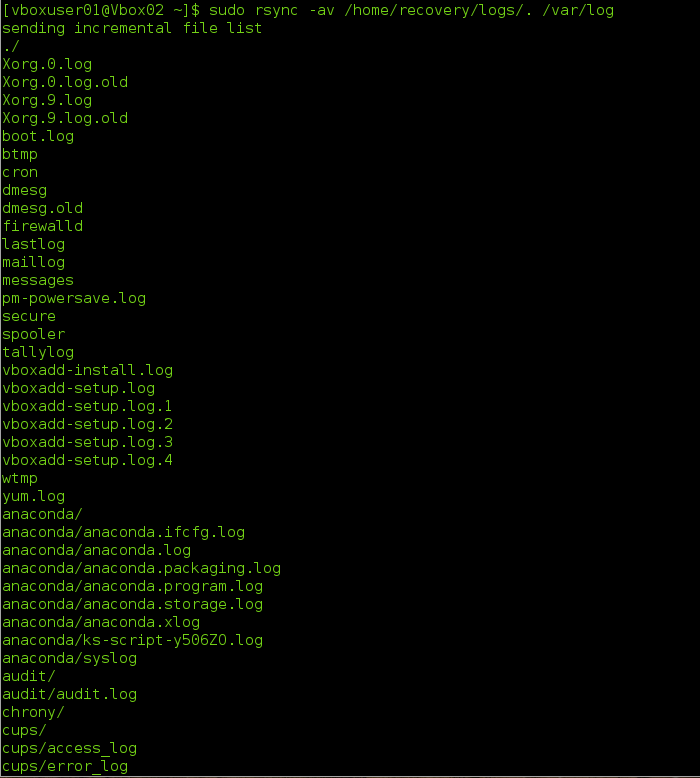 [vboxuser01@Vbox02 ~]$ sudo rsync -av /home/recovery/logs/. /var/log
sending incremental file list
./
Xorg.0.log
Xorg.0.log.old
Xorg.9.log
Xorg.9.log.old
boot.log
btmp
cron
dmesg
dmesg.old
firewalld
lastlog
maillog
messages
pm-powersave.log
secure
spooler
tallylog
vboxadd-install.log
vboxadd-setup.log
vboxadd-setup.log.1
vboxadd-setup.log.2
vboxadd-setup.log.3
vboxadd-setup.log.4
wtmp
yum.log
anaconda/
anaconda/anaconda.ifcfg.log
anaconda/anaconda.log
anaconda/anaconda.packaging.log
anaconda/anaconda.program.log
anaconda/anaconda.storage.log
anaconda/anaconda.xlog
anaconda/ks-script-y506ZO.log
anaconda/syslog
audit/
audit/audit.log
chrony/
cups/
cups/access_log
cups/error_log